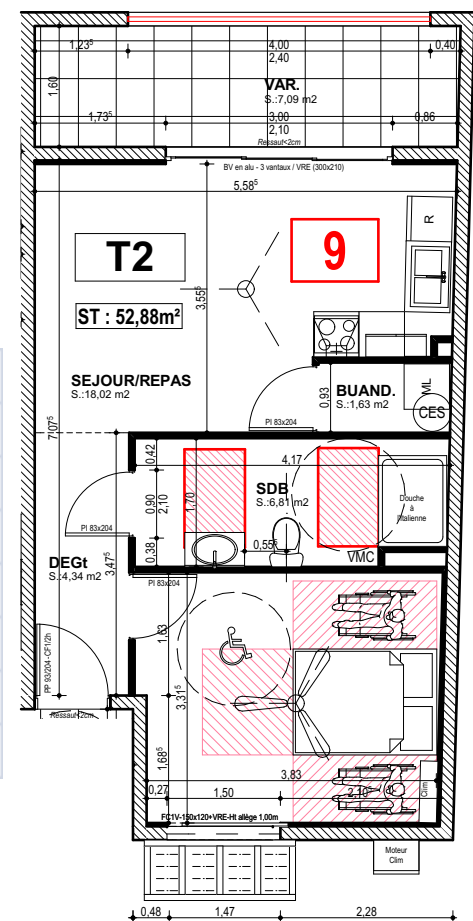 1,23⁵ 4,00 0,40
2,40
VAR.
S.:7,09 m2
1,60
1,73⁵ 3,00 0,86
2,10
Ressaut<2cm
BV en alu - 3 vantaux / VRE (300x210)
5,58⁵
T2
9
R
ST : 52,88m²
3,55⁵
SEJOUR/REPAS
S.:18,02 m2
BUAND.
S.:1,63 m2
0,93
ML
CES
PI 83x204
7,07⁵
0,42
4,17
0,90
2,10
1,70
SDB
S.:6,81 m2
Douche
à
l'italienne
PI 83x204
0,38
0,55⁵
VMC
DEGt
S.:4,34 m2
3,47⁵
PI 83x204
1,63
3,31⁵
PP 93/204 - CF1/2h
Ressaut<2cm
1,68⁵
3,83
0,27 1,50 2,10
Clim
FC1V-150x120+VRE-Ht allège 1,00m
Moteur
Clim
0,48 1,47 2,28